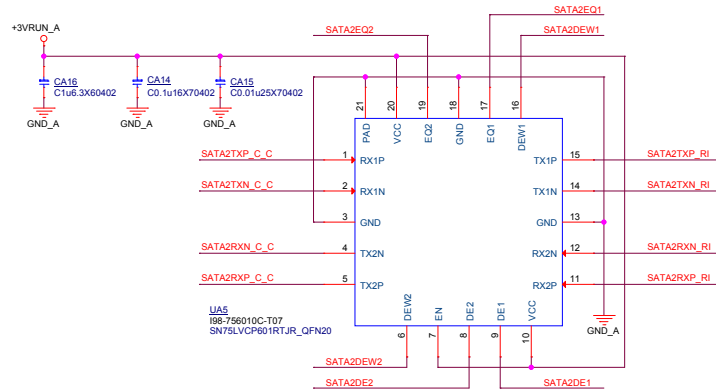 SATA2EQ1
+3VRUN_A
SATA2EQ2
SATA2DEW1
CA16
C1u6.3X60402
CA14
C0.1u16X70402
CA15
C0.01u25X70402
GND_A
GND_A
GND_A
21
20
19
18
17
16
PAD
VCC
EQ2
GND
EQ1
DEW1
SATA2TXP_C_C
1
RX1P
TX1P
15
SATA2TXP_RI
SATA2TXN_C_C
2
RX1N
TX1N
14
SATA2TXN_RI
3
GND
GND
13
SATA2RXN_C_C
4
TX2N
RX2N
12
SATA2RXN_RI
SATA2RXP_C_C
5
TX2P
RX2P
11
SATA2RXP_RI
UA5
I98-756010C-T07
SN75LVCP601RTJR_QFN20
DEW2
EN
DE2
DE1
VCC
6
7
8
9
10
GND_A
SATA2DEW2
SATA2DE2
SATA2DE1